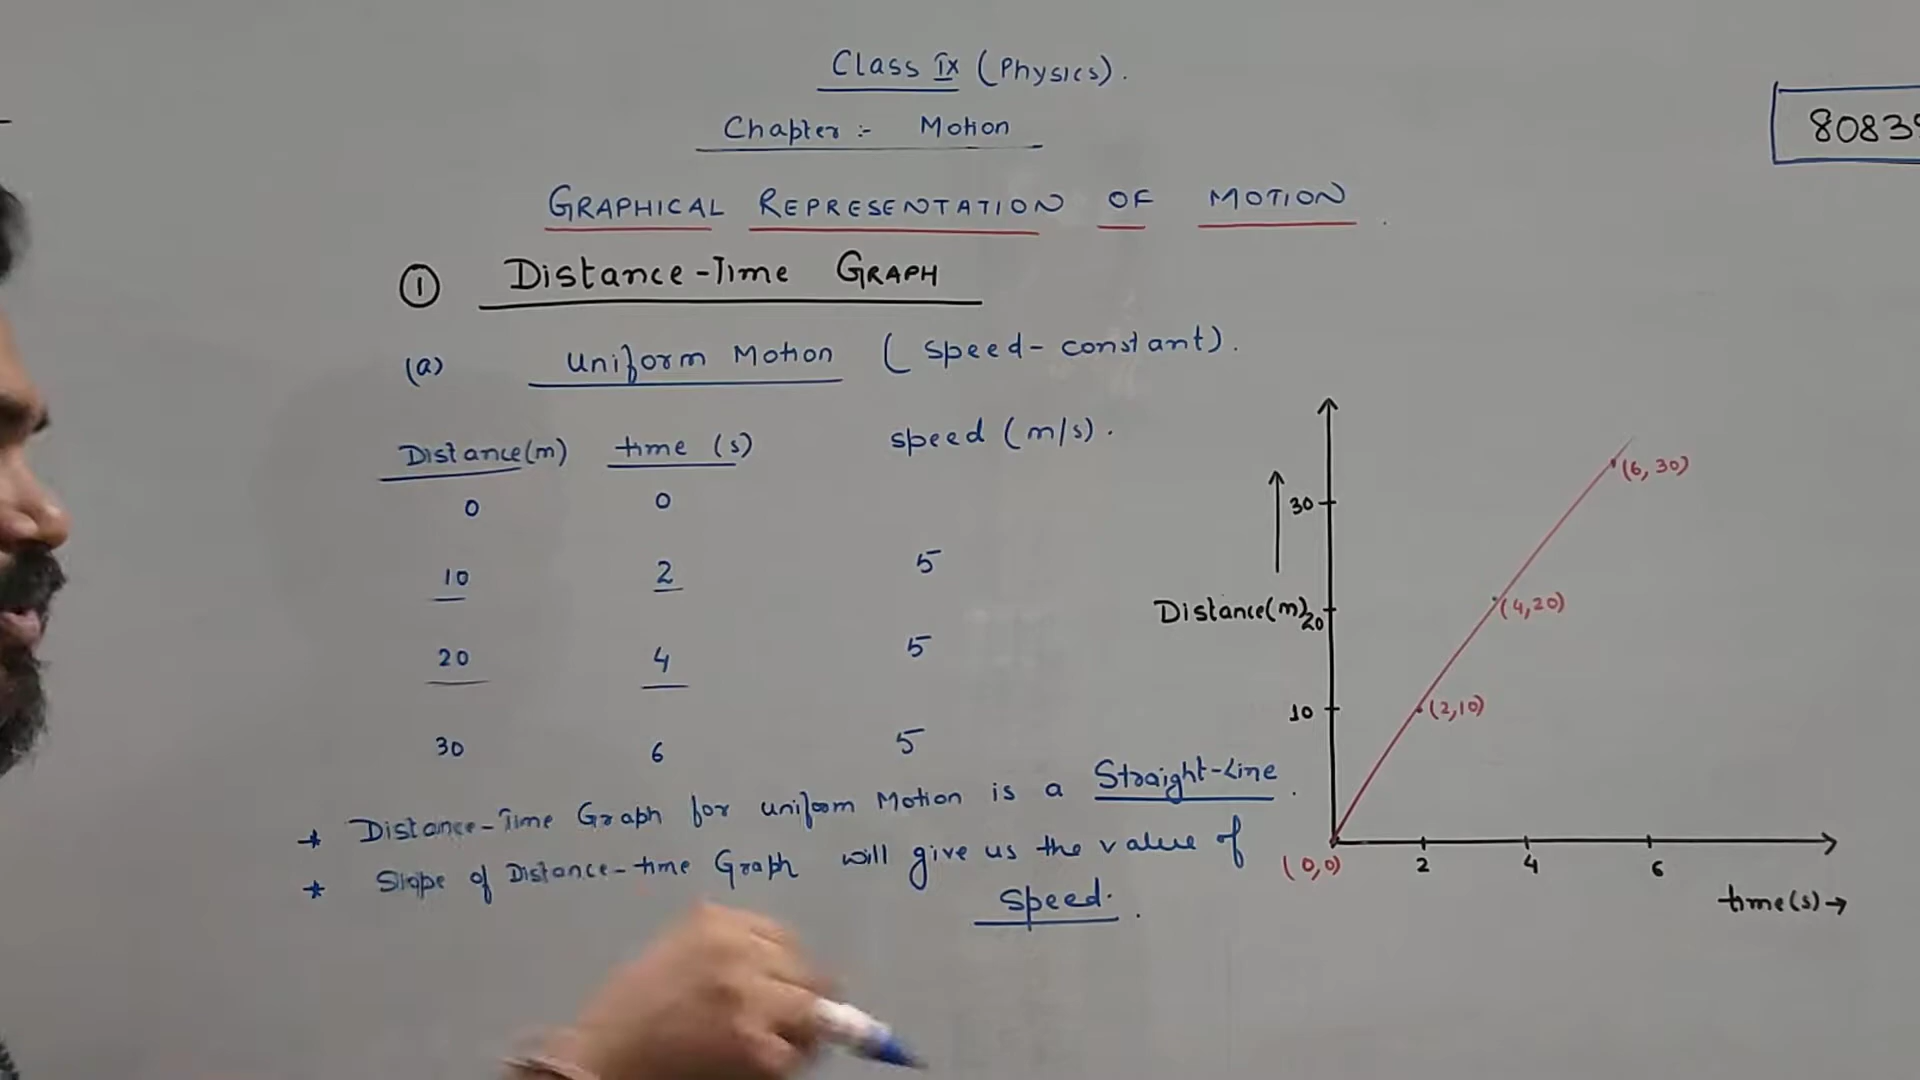 Class IX (Physics).
Chapter :- Motion
8083
GRAPHICAL REPRESENTATION OF MOTION
① Distance-Time GRAPH
(a) Uniform Motion (speed-constant).
Distance(m) time (s) speed (m/s).
0 0
10 2 5
20 4 5
30 6 5
* Distance-Time Graph for uniform Motion is a Straight-Line.
* Slope of Distance-time Graph will give us the value of
speed.
(6, 30)
30
(4,20)
Distance(m)
20
(2,10)
10
(0,0) 2 4 6
time(s) →